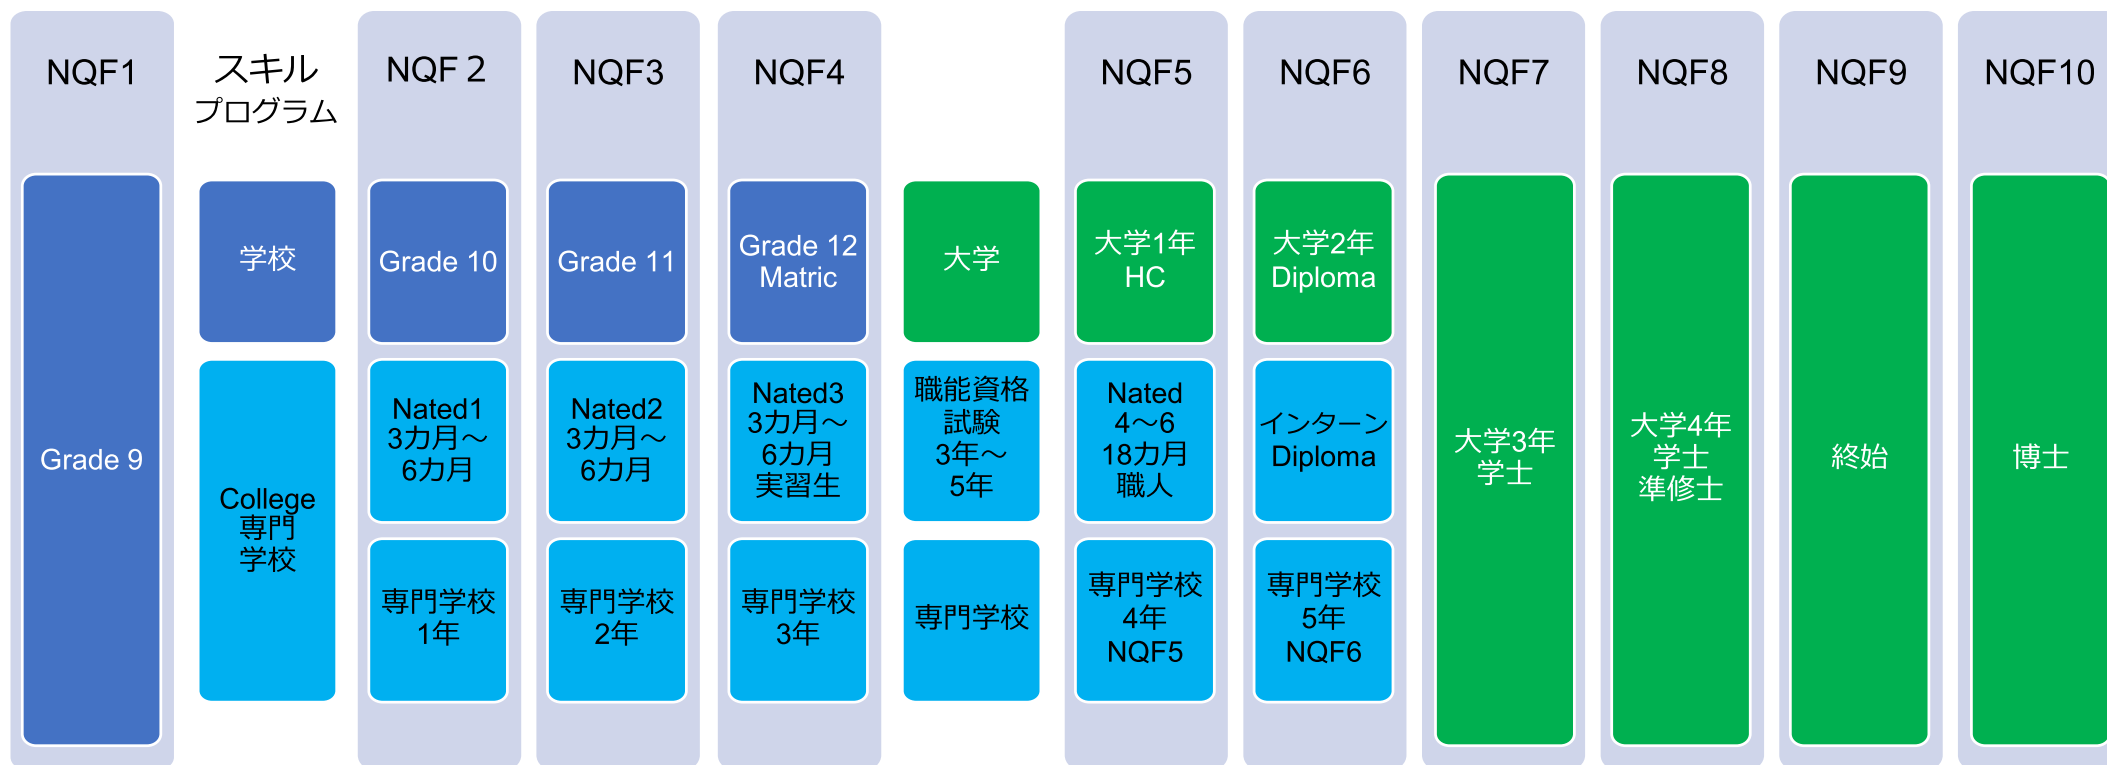 NQF1
スキル
プログラム
NQF２
NQF3
NQF4
NQF5
NQF6
NQF7
NQF8
NQF9
NQF10
Grade 9
学校
College
専門
学校
Grade 10
Nated1
3カ月～
6カ月
専門学校
1年
Grade 11
Nated2
3カ月～
6カ月
専門学校
2年
Grade 12
Matric
Nated3
3カ月～
6カ月
実習生
専門学校
3年
大学
職能資格
試験
3年～
5年
専門学校
大学1年
HC
Nated
4～6
18カ月
職人
専門学校
4年
NQF5
大学2年
Diploma
インターン
Diploma
専門学校
5年
NQF6
大学3年
学士
大学4年
学士
準修士
終始
博士